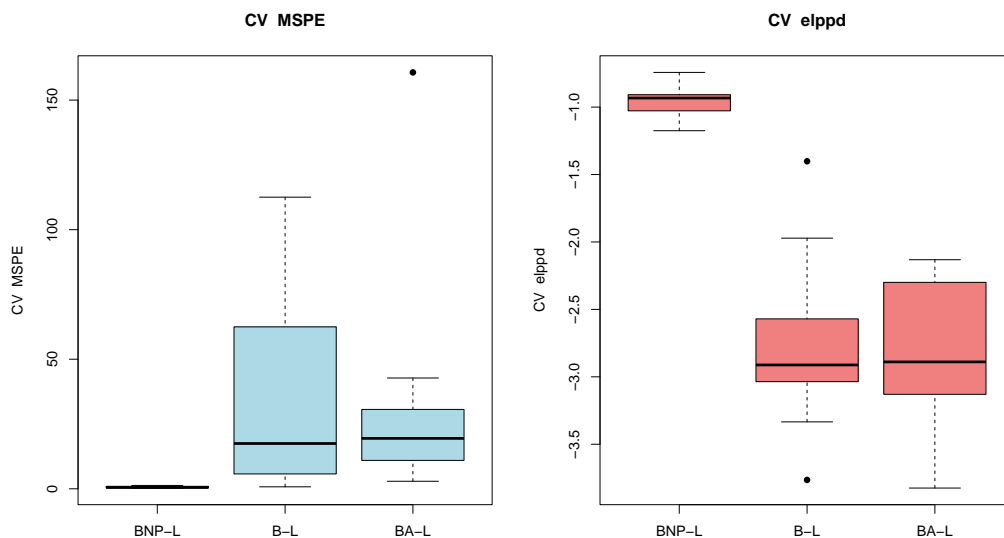 CV MSPE
CV MSPE
150
100
50
0
BNP−L
B−L
BA−L
CV elppd
CV elppd
−1.0
−1.5
−2.0
−2.5
−3.0
−3.5
BNP−L
B−L
BA−L